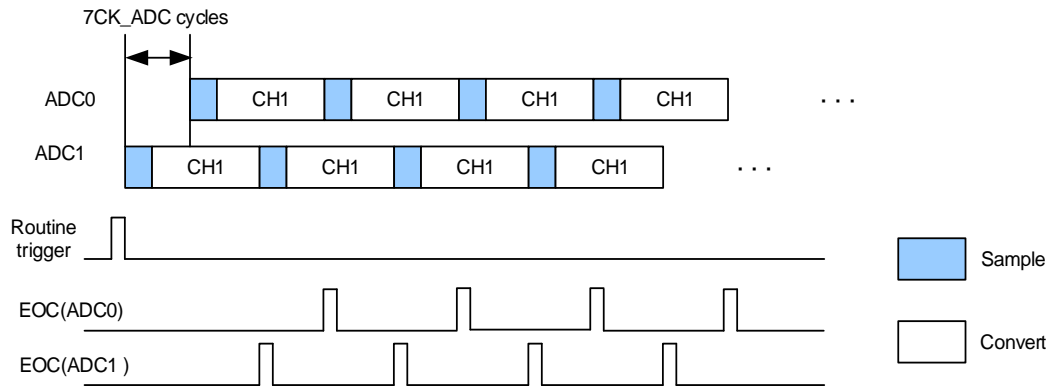 7CK_ADC cycles
ADC0 CH1 CH1 CH1 CH1 . . .
ADC1 CH1 CH1 CH1 CH1 . . .
Routine
trigger
Sample
EOC(ADC0)
Convert
EOC(ADC1 )